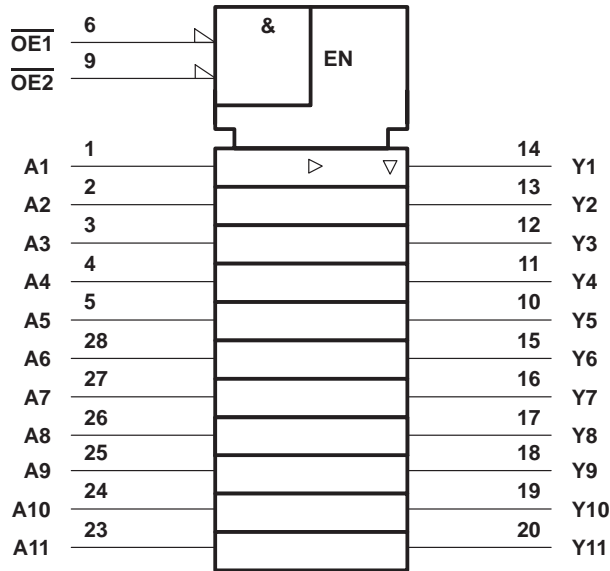 6 &
OE1
9 EN
OE2
1 14
A1 Y1
2 13
A2 Y2
3 12
A3 Y3
4 11
A4 Y4
5 10
A5 Y5
28 15
A6 Y6
27 16
A7 Y7
26 17
A8 Y8
25 18
A9 Y9
24 19
A10 Y10
23 20
A11 Y11